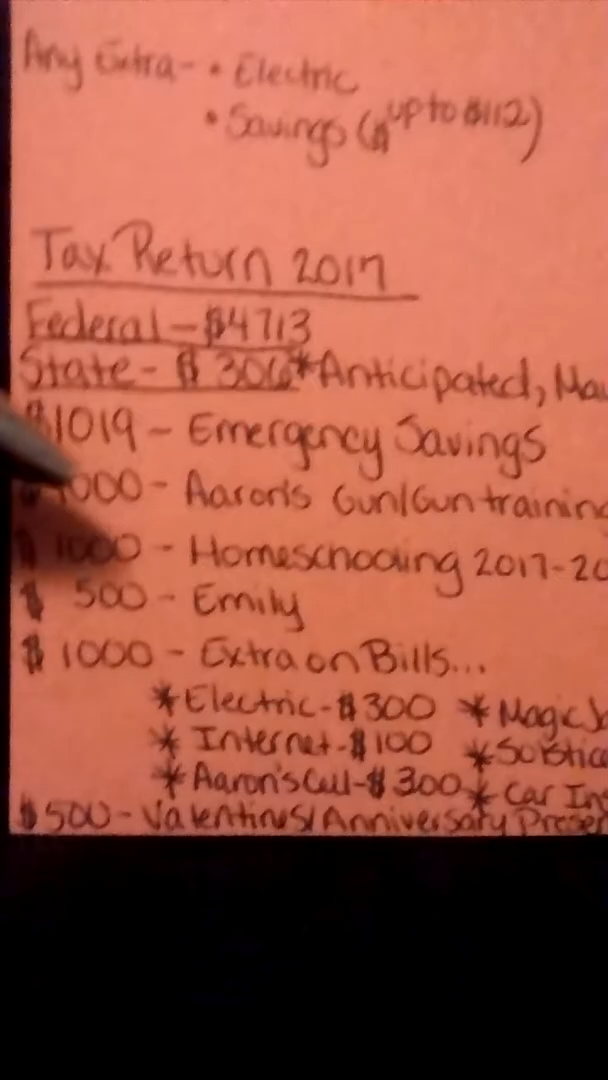 Any Extra- • Electric
• Savings ($up to $112)
Tax Return 2017
Federal - $4713
State - $306 *Anticipated,
$1019 - Emergency Savings
000 - Aaron's Gun/Gun training
$ 1000 - Homeschooling 2017-20
$ 500 - Emily
$ 1000 - Extra on Bills...
*Electric-$300 *Magic
* Internet-$100 *
* Aaron's Cell-$300 * Car
$500 - Valentines/Anniversary